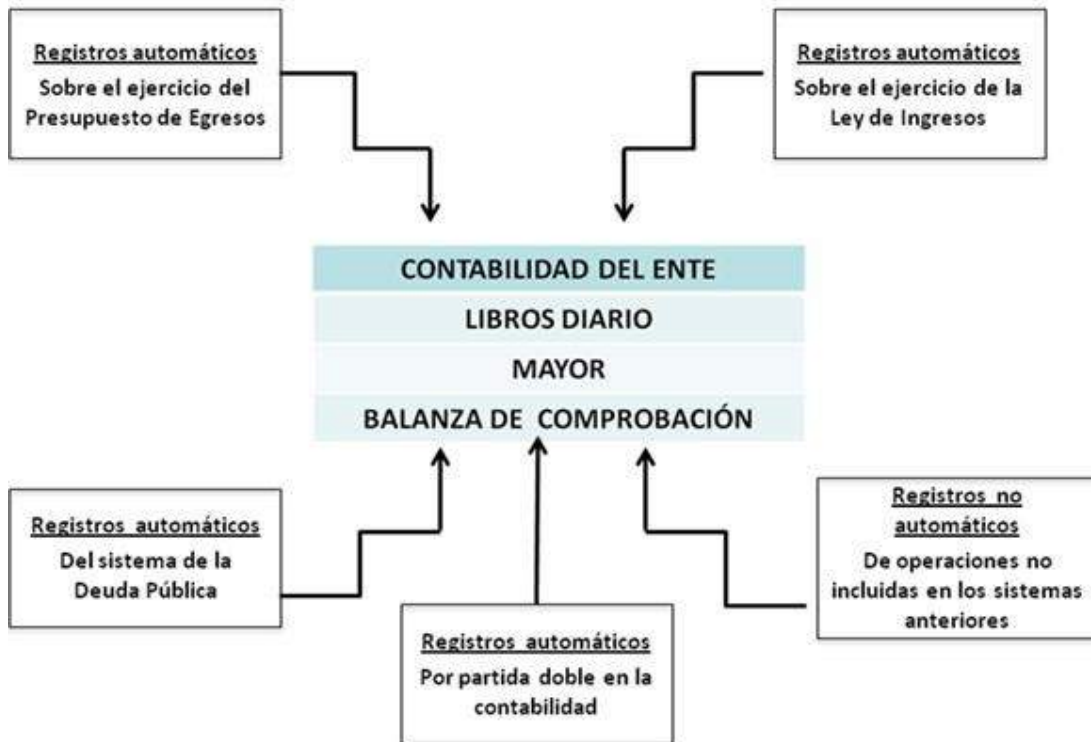 Registros automáticos
Sobre el ejercicio del
Presupuesto de Egresos
Registros automáticos
Sobre el ejercicio de la
Ley de Ingresos
CONTABILIDAD DEL ENTE
LIBROS DIARIO
MAYOR
BALANZA DE COMPROBACIÓN
Registros automáticos
Del sistema de la
Deuda Pública
Registros automáticos
Por partida doble en la
contabilidad
Registros no
automáticos
De operaciones no
incluidas en los sistemas
anteriores